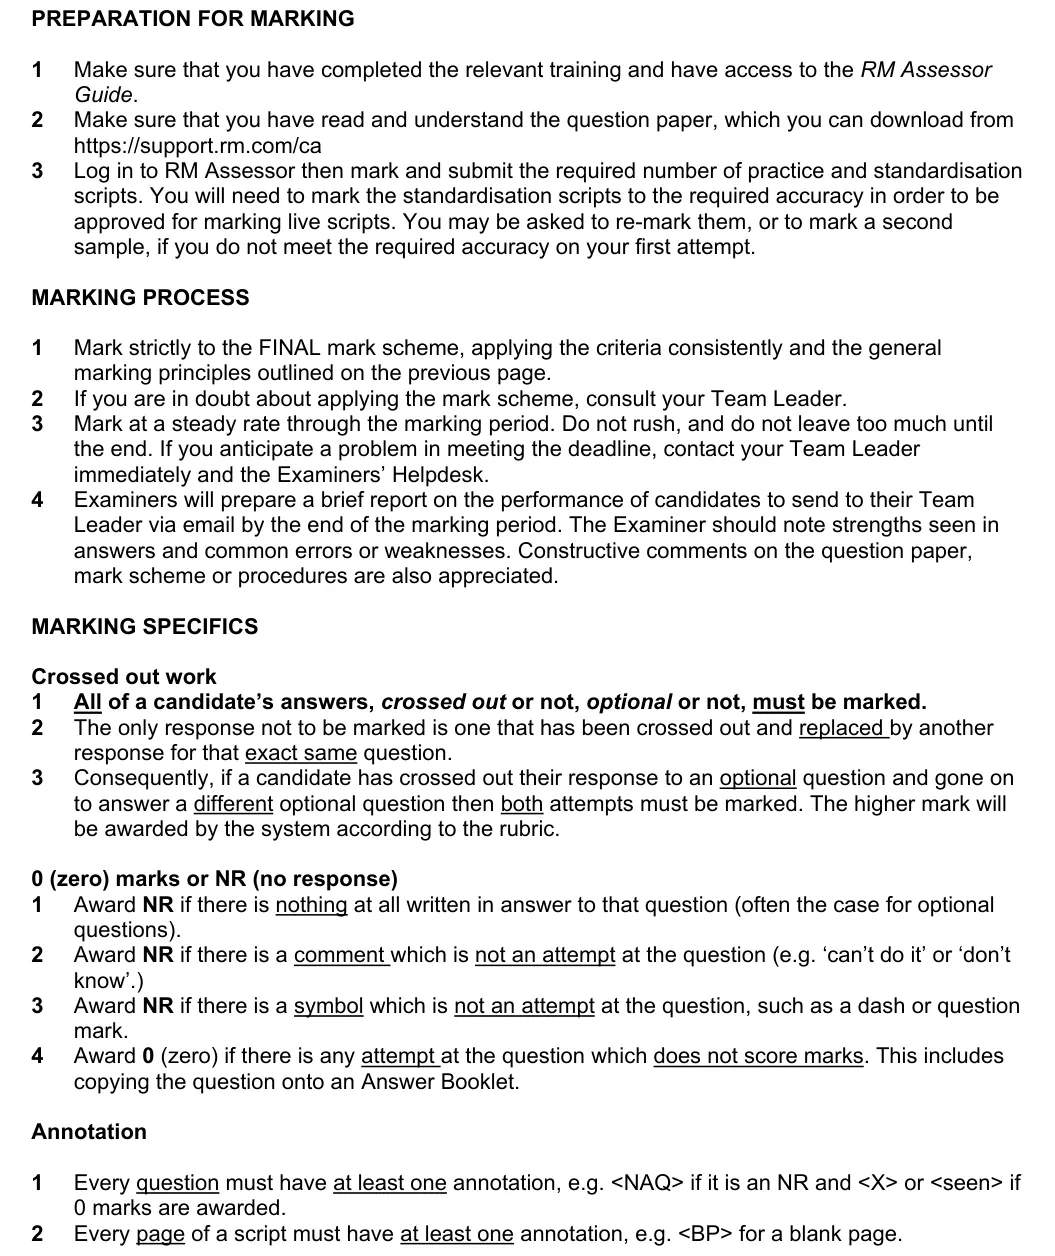 PREPARATION FOR MARKING
1 Make sure that you have completed the relevant training and have access to the RM Assessor
Guide.
2 Make sure that you have read and understand the question paper, which you can download from
https://support.rm.com/ca
3 Log in to RM Assessor then mark and submit the required number of practice and standardisation
scripts. You will need to mark the standardisation scripts to the required accuracy in order to be
approved for marking live scripts. You may be asked to re-mark them, or to mark a second
sample, if you do not meet the required accuracy on your first attempt.
MARKING PROCESS
1 Mark strictly to the FINAL mark scheme, applying the criteria consistently and the general
marking principles outlined on the previous page.
2 If you are in doubt about applying the mark scheme, consult your Team Leader.
3 Mark at a steady rate through the marking period. Do not rush, and do not leave too much until
the end. If you anticipate a problem in meeting the deadline, contact your Team Leader
immediately and the Examiners’ Helpdesk.
4 Examiners will prepare a brief report on the performance of candidates to send to their Team
Leader via email by the end of the marking period. The Examiner should note strengths seen in
answers and common errors or weaknesses. Constructive comments on the question paper,
mark scheme or procedures are also appreciated.
MARKING SPECIFICS
Crossed out work
1 All of a candidate’s answers, crossed out or not, optional or not, must be marked.
2 The only response not to be marked is one that has been crossed out and replaced by another
response for that exact same question.
3 Consequently, if a candidate has crossed out their response to an optional question and gone on
to answer a different optional question then both attempts must be marked. The higher mark will
be awarded by the system according to the rubric.
0 (zero) marks or NR (no response)
1 Award NR if there is nothing at all written in answer to that question (often the case for optional
questions).
2 Award NR if there is a comment which is not an attempt at the question (e.g. ‘can’t do it’ or ‘don’t
know’.)
3 Award NR if there is a symbol which is not an attempt at the question, such as a dash or question
mark.
4 Award 0 (zero) if there is any attempt at the question which does not score marks. This includes
copying the question onto an Answer Booklet.
Annotation
1 Every question must have at least one annotation, e.g. <NAQ> if it is an NR and <X> or <seen> if
0 marks are awarded.
2 Every page of a script must have at least one annotation, e.g. <BP> for a blank page.